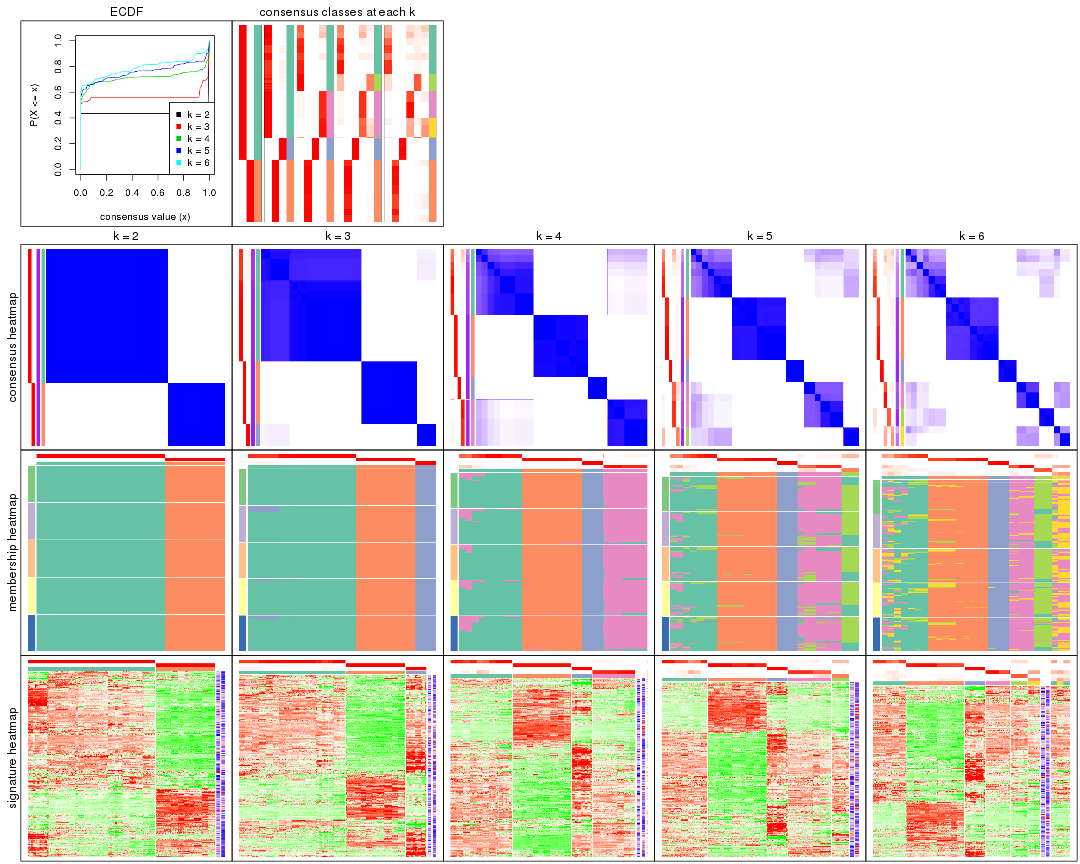 ECDF
consensus classes at each k
P(X <= x)
0.0
0.2
0.4
0.6
0.8
1.0
k = 2
k = 3
k = 4
k = 5
k = 6
0.0 0.2 0.4 0.6 0.8 1.0
consensus value (x)
k = 2
k = 3
k = 4
k = 5
k = 6
consensus heatmap
membership heatmap
signature heatmap